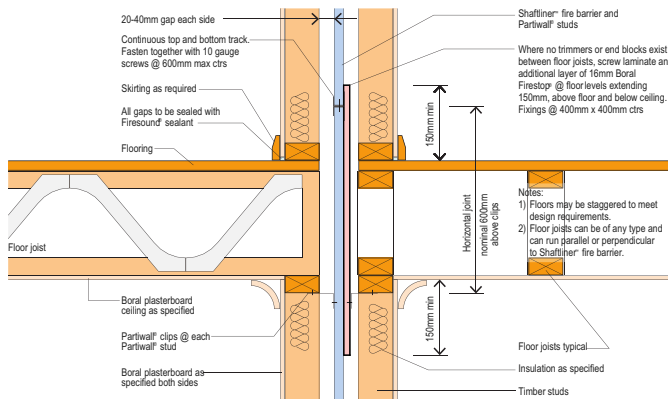 20-40mm gap each side
Continuous top and bottom track.
Fasten together with 10 gauge
screws @ 600mm max ctrs
Skirting as required
All gaps to be sealed with
Firesound® sealant
Flooring
Floor joist
Boral plasterboard
ceiling as specified
Partiwall® clips @ each
Partiwall® stud
Boral plasterboard as
specified both sides
Shaftliner™ fire barrier and
Partiwall® studs
Where no trimmers or end blocks exist
between floor joists, screw laminate an
additional layer of 16mm Boral
Firestop® @ floor levels extending
150mm, above floor and below ceiling.
Fixings @ 400mm x 400mm ctrs
150mm min
Horizontal joint
nominal 600mm
above clips
150mm min
Notes:
1) Floors may be staggered to meet
design requirements.
2) Floor joists can be of any type and
can run parallel or perpendicular
to Shaftliner™ fire barrier.
Floor joists typical
Insulation as specified
Timber studs